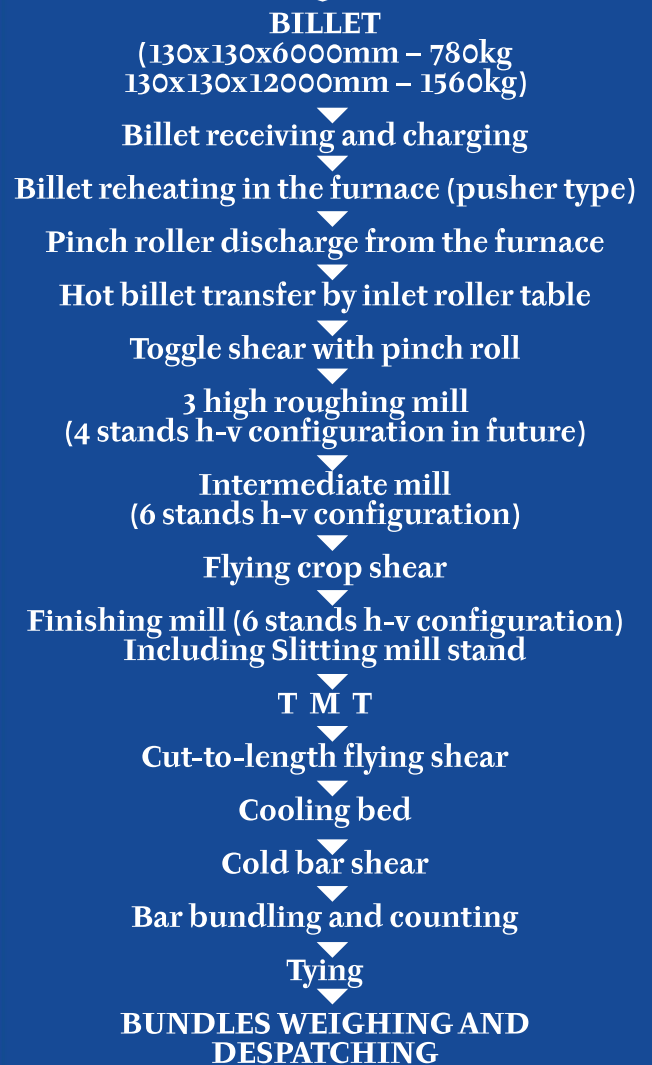 BILLET
(130x130x6000mm – 780kg
130x130x12000mm – 1560kg)
Billet receiving and charging
Billet reheating in the furnace (pusher type)
Pinch roller discharge from the furnace
Hot billet transfer by inlet roller table
Toggle shear with pinch roll
3 high roughing mill
(4 stands h-v configuration in future)
Intermediate mill
(6 stands h-v configuration)
Flying crop shear
Finishing mill (6 stands h-v configuration)
Including Slitting mill stand
T M T
Cut-to-length flying shear
Cooling bed
Cold bar shear
Bar bundling and counting
Tying
BUNDLES WEIGHING AND
DESPATCHING